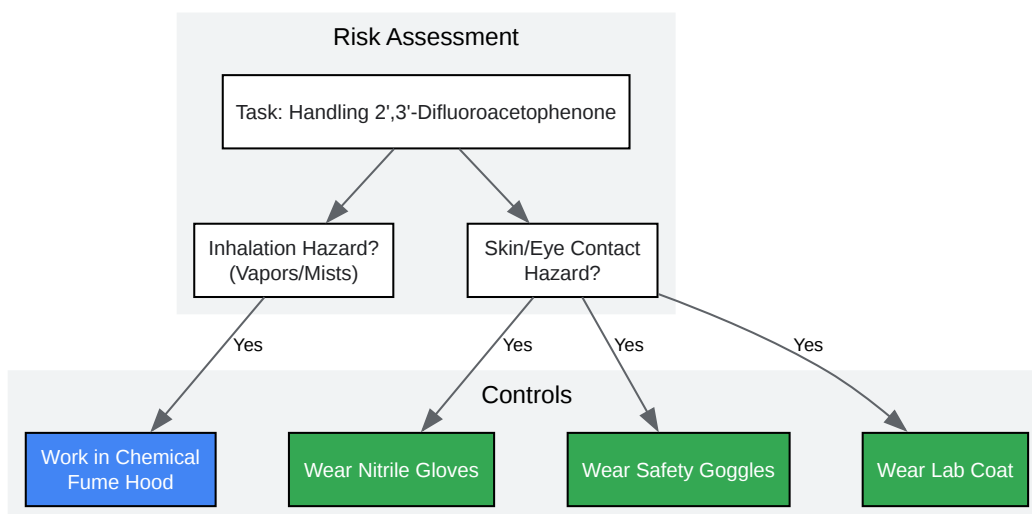 Risk Assessment
Task: Handling 2',3'-Difluoroacetophenone
Inhalation Hazard?
(Vapors/Mists)
Skin/Eye Contact
Hazard?
Yes
Yes
Yes
Yes
Controls
Work in Chemical
Fume Hood
Wear Nitrile Gloves
Wear Safety Goggles
Wear Lab Coat